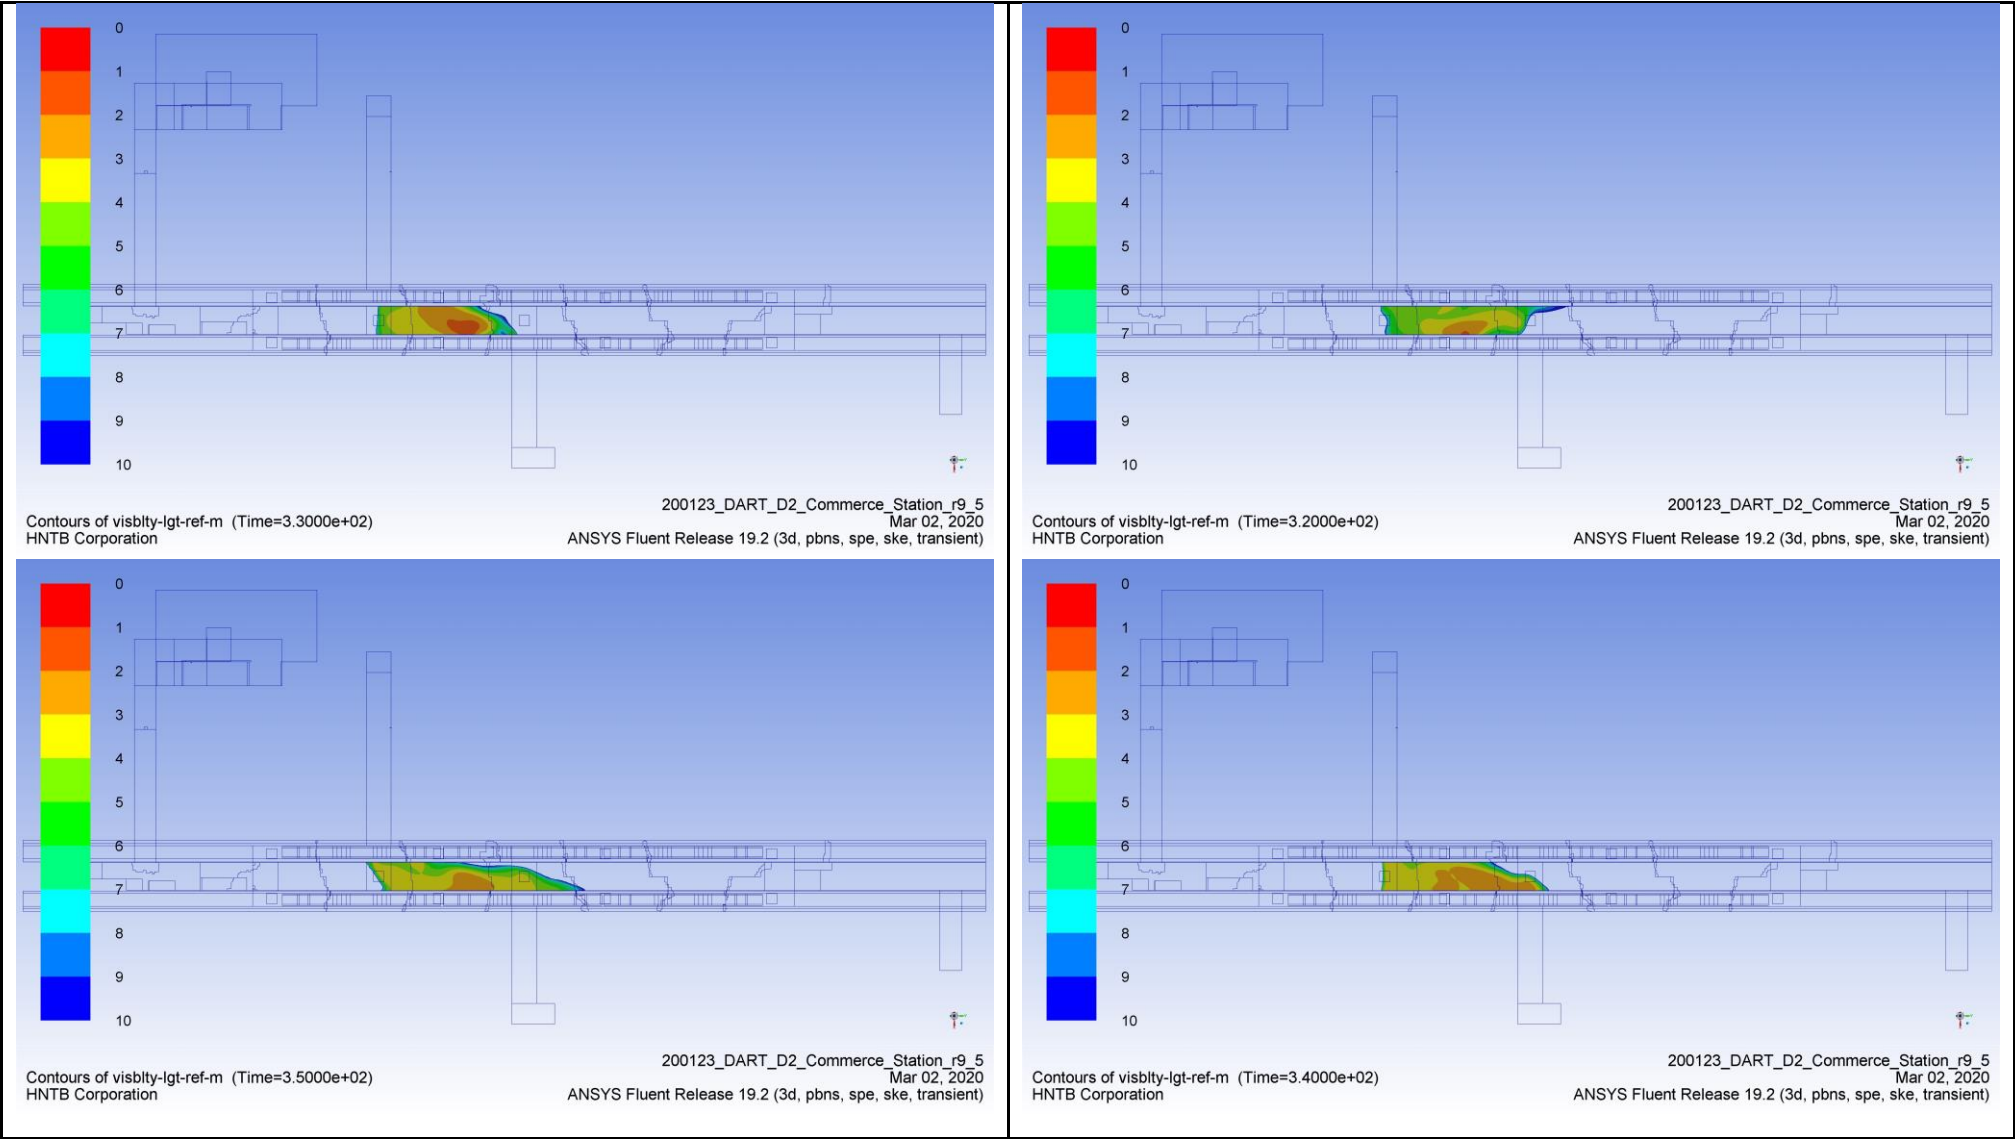 0
1
2
3
4
5
6
7
8
9
10
200123_DART_D2_Commerce_Station_r9_5
Contours of visblty-lgt-ref-m (Time=3.3000e+02)
Mar 02, 2020
HNTB Corporation
ANSYS Fluent Release 19.2 (3d, pbns, spe, ske, transient)
0
1
2
3
4
5
6
7
8
9
10
200123_DART_D2_Commerce_Station_r9_5
Contours of visblty-lgt-ref-m (Time=3.2000e+02)
Mar 02, 2020
HNTB Corporation
ANSYS Fluent Release 19.2 (3d, pbns, spe, ske, transient)
0
1
2
3
4
5
6
7
8
9
10
200123_DART_D2_Commerce_Station_r9_5
Contours of visblty-lgt-ref-m (Time=3.5000e+02)
Mar 02, 2020
HNTB Corporation
ANSYS Fluent Release 19.2 (3d, pbns, spe, ske, transient)
0
1
2
3
4
5
6
7
8
9
10
200123_DART_D2_Commerce_Station_r9_5
Contours of visblty-lgt-ref-m (Time=3.4000e+02)
Mar 02, 2020
HNTB Corporation
ANSYS Fluent Release 19.2 (3d, pbns, spe, ske, transient)